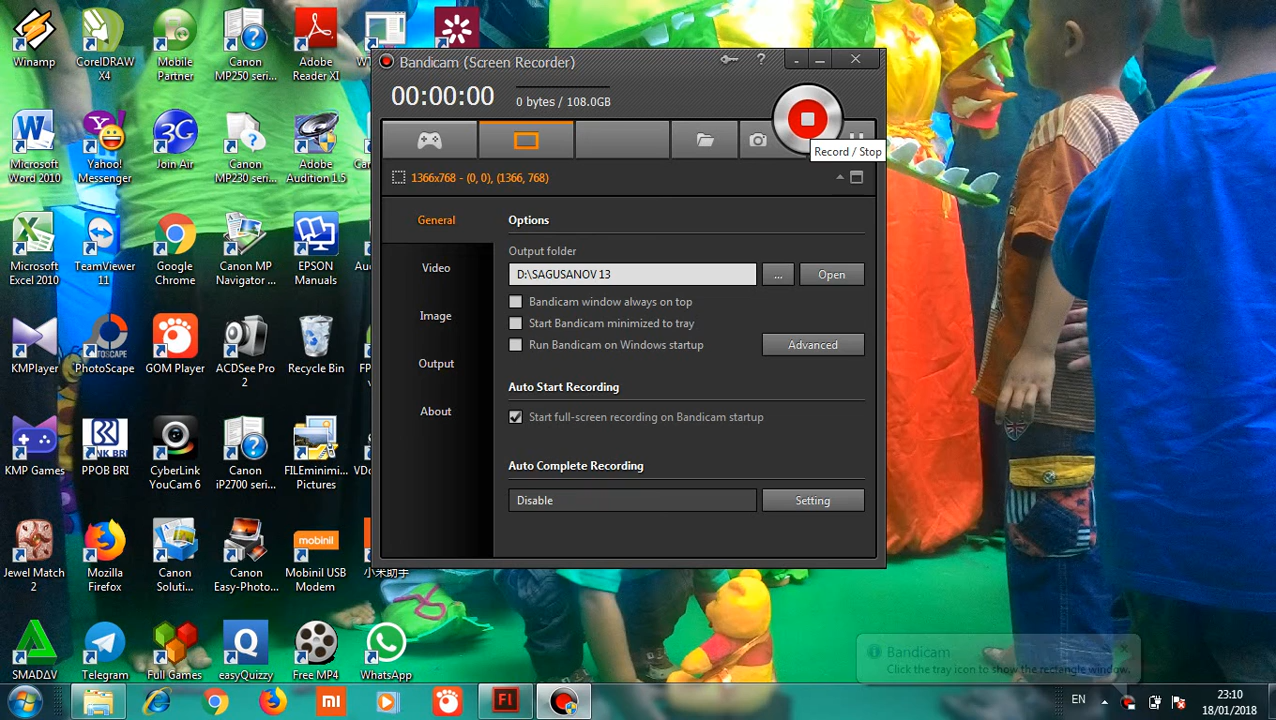 Winamp
CorelDRAW
X4
Mobile
Partner
Canon
MP250 seri...
Adobe
Reader XI
Microsoft
Word 2010
Yahoo!
Messenger
3G
Join Air
Canon
MP230 seri...
Adobe
Audition 1.5
Microsoft
Excel 2010
TeamViewer
11
Google
Chrome
Canon MP
Navigator ...
EPSON
Manuals
KMPlayer
PhotoScape
GOM Player
ACDSee Pro
2
Recycle Bin
KMP Games
PPOB BRI
CyberLink
YouCam 6
Canon
iP2700 seri...
FILEminimi...
Pictures
Jewel Match
2
Mozilla
Firefox
Canon
Soluti...
Canon
Easy-Photo...
mobinil
Mobinil USB
Modem
小米助手
SMADΔV
Telegram
Full Games
easyQuizzy
Free MP4
WhatsApp
Bandicam (Screen Recorder)
00:00:00
0 bytes / 108.0GB
Record / Stop
1366x768 - (0, 0), (1366, 768)
General
Video
Image
Output
About
Options
Output folder
D:\SAGUSANOV 13
...
Open
Bandicam window always on top
Start Bandicam minimized to tray
Run Bandicam on Windows startup
Advanced
Auto Start Recording
Start full-screen recording on Bandicam startup
Auto Complete Recording
Disable
Setting
Bandicam
Click the tray icon to show the rectangle window.
Fl
EN
23:10
18/01/2018